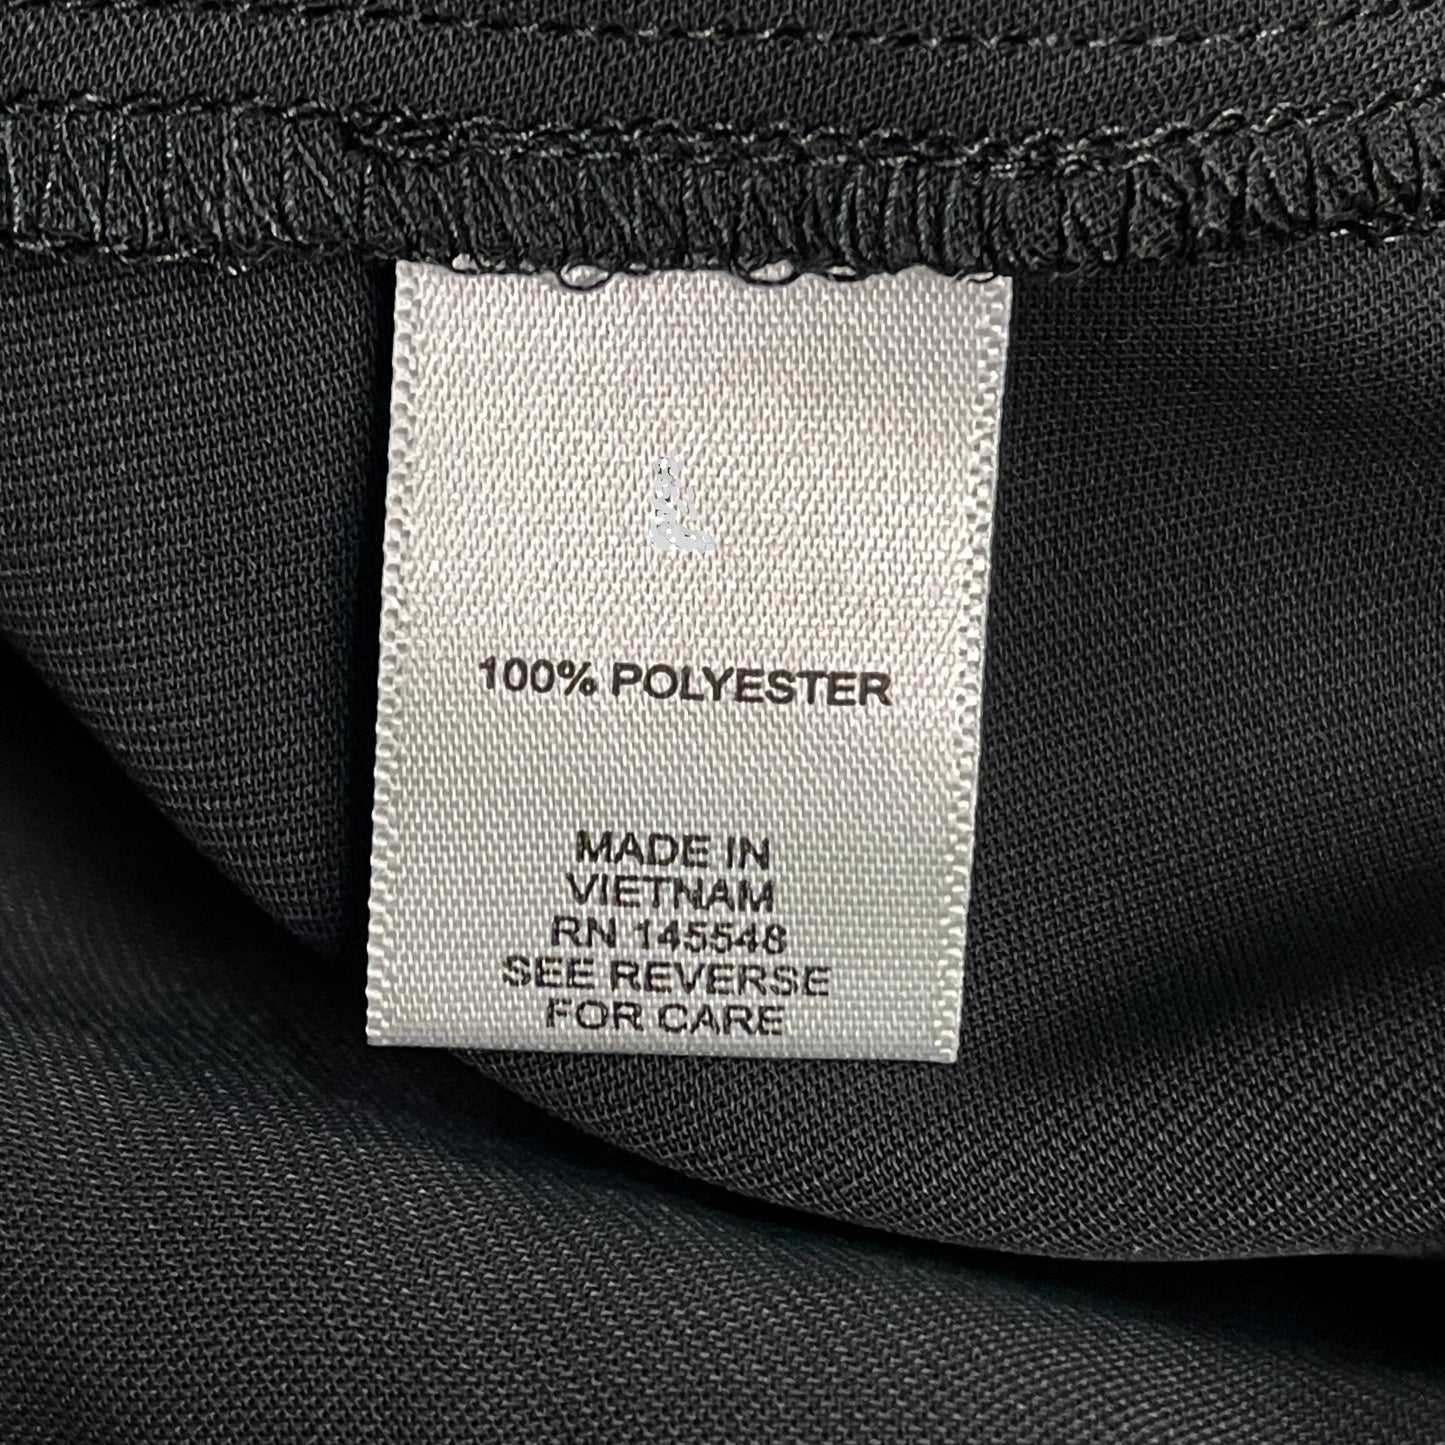 100% POLYESTER
MADE IN
VIETNAM
RN 145548
SEE REVERSE
FOR CARE